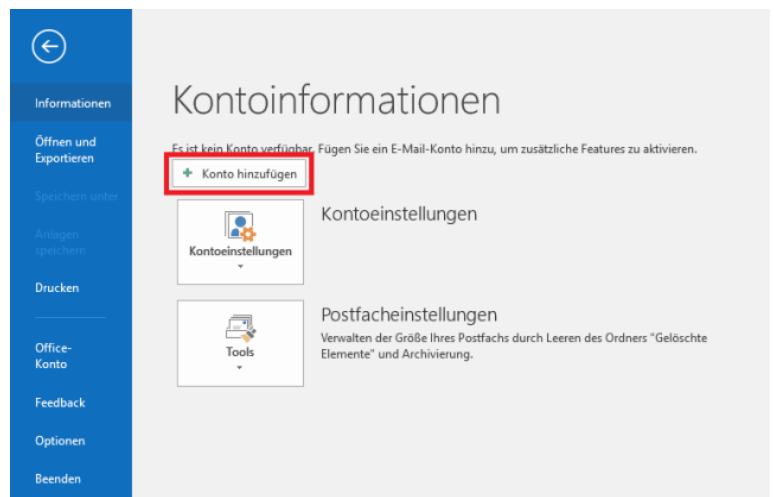 Informationen
Öffnen und
Exportieren
Speichern unter
Anlagen
speichern
Drucken
Office-
Konto
Feedback
Optionen
Beenden
Kontoinformationen
Es ist kein Konto verfügbar. Fügen Sie ein E-Mail-Konto hinzu, um zusätzliche Features zu aktivieren.
+ Konto hinzufügen
Kontoeinstellungen
Kontoeinstellungen
Tools
Postfacheinstellungen
Verwalten der Größe Ihres Postfachs durch Leeren des Ordners "Gelöschte
Elemente" und Archivierung.